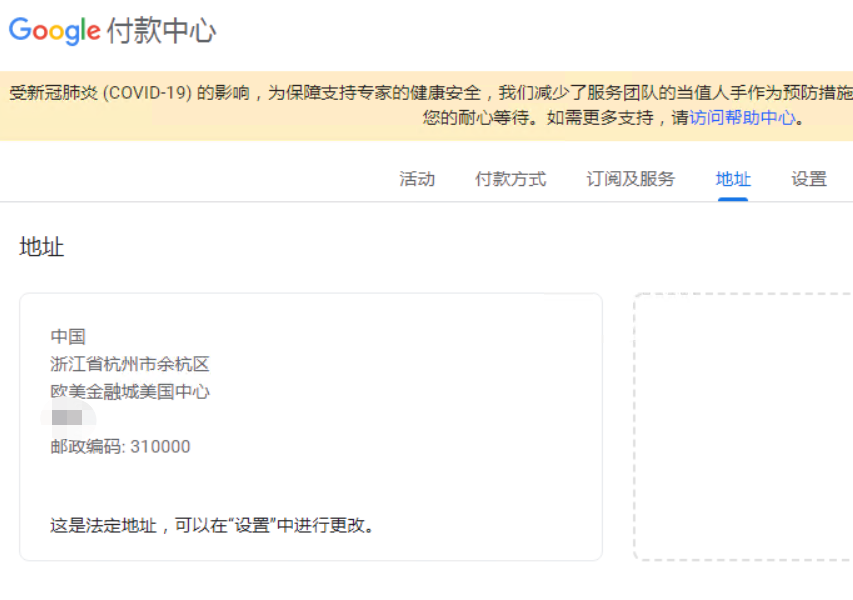 Google 付款中心
受新冠肺炎 (COVID-19) 的影响，为保障支持专家的健康安全，我们减少了服务团队的当值人手作为预防措施
您的耐心等待。如需更多支持，请访问帮助中心。
活动 付款方式 订阅及服务 地址 设置
地址
中国
浙江省杭州市余杭区
欧美金融城美国中心
邮政编码: 310000
这是法定地址，可以在“设置”中进行更改。